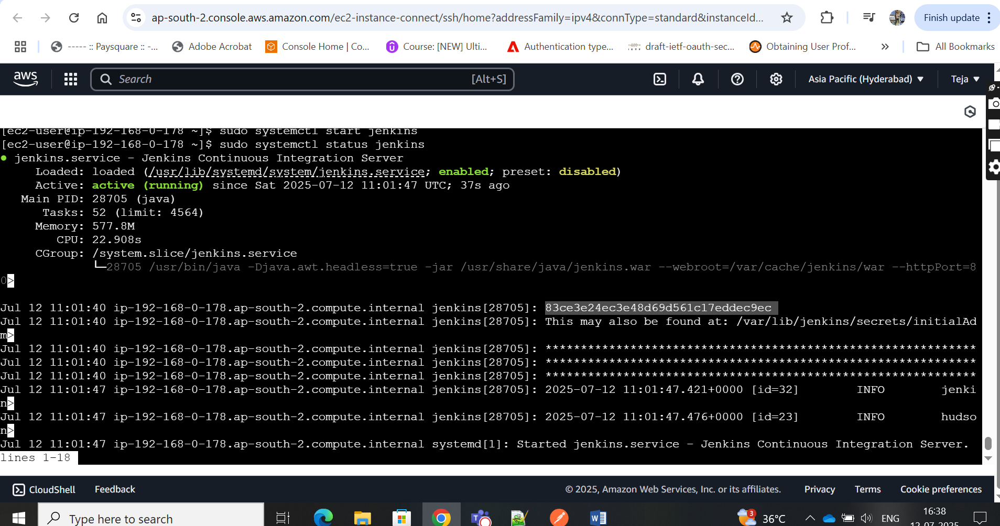 ap-south-2.console.aws.amazon.com/ec2-instance-connect/ssh/home?addressFamily=ipv4&connType=standard&instanceId...
Finish update
----- :: Paysquare :: -...
Adobe Acrobat
Console Home | Co...
Course: [NEW] Ulti...
Authentication type...
draft-ietf-oauth-sec...
Obtaining User Prof...
All Bookmarks
aws
Search [Alt+S]
Asia Pacific (Hyderabad)
Teja
[ec2-user@ip-192-168-0-178 ~]$ sudo systemctl start jenkins
[ec2-user@ip-192-168-0-178 ~]$ sudo systemctl status jenkins
● jenkins.service - Jenkins Continuous Integration Server
Loaded: loaded (/usr/lib/systemd/system/jenkins.service; enabled; preset: disabled)
Active: active (running) since Sat 2025-07-12 11:01:47 UTC; 37s ago
Main PID: 28705 (java)
Tasks: 52 (limit: 4564)
Memory: 577.8M
CPU: 22.908s
CGroup: /system.slice/jenkins.service
└─28705 /usr/bin/java -Djava.awt.headless=true -jar /usr/share/java/jenkins.war --webroot=/var/cache/jenkins/war --httpPort=8
0>
Jul 12 11:01:40 ip-192-168-0-178.ap-south-2.compute.internal jenkins[28705]: 83ce3e24ec3e48d69d561c17eddec9ec
Jul 12 11:01:40 ip-192-168-0-178.ap-south-2.compute.internal jenkins[28705]: This may also be found at: /var/lib/jenkins/secrets/initialAd
m>
Jul 12 11:01:40 ip-192-168-0-178.ap-south-2.compute.internal jenkins[28705]: *************************************************************
Jul 12 11:01:40 ip-192-168-0-178.ap-south-2.compute.internal jenkins[28705]: *************************************************************
Jul 12 11:01:40 ip-192-168-0-178.ap-south-2.compute.internal jenkins[28705]: *************************************************************
Jul 12 11:01:47 ip-192-168-0-178.ap-south-2.compute.internal jenkins[28705]: 2025-07-12 11:01:47.421+0000 [id=32] INFO jenki
n>
Jul 12 11:01:47 ip-192-168-0-178.ap-south-2.compute.internal jenkins[28705]: 2025-07-12 11:01:47.476+0000 [id=23] INFO hudso
n>
Jul 12 11:01:47 ip-192-168-0-178.ap-south-2.compute.internal systemd[1]: Started jenkins.service - Jenkins Continuous Integration Server.
lines 1-18
CloudShell
Feedback
© 2025, Amazon Web Services, Inc. or its affiliates.
Privacy
Terms
Cookie preferences
Type here to search
3
36°C
ENG
16:38
12-07-2025